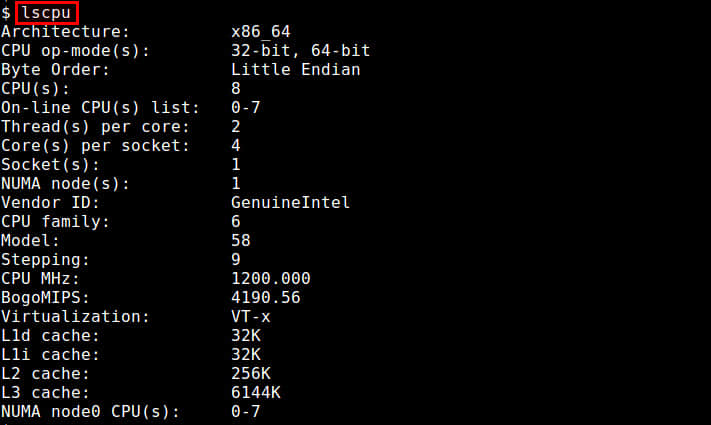 $ lscpu
Architecture: x86_64
CPU op-mode(s): 32-bit, 64-bit
Byte Order: Little Endian
CPU(s): 8
On-line CPU(s) list: 0-7
Thread(s) per core: 2
Core(s) per socket: 4
Socket(s): 1
NUMA node(s): 1
Vendor ID: GenuineIntel
CPU family: 6
Model: 58
Stepping: 9
CPU MHz: 1200.000
BogoMIPS: 4190.56
Virtualization: VT-x
L1d cache: 32K
L1i cache: 32K
L2 cache: 256K
L3 cache: 6144K
NUMA node0 CPU(s): 0-7